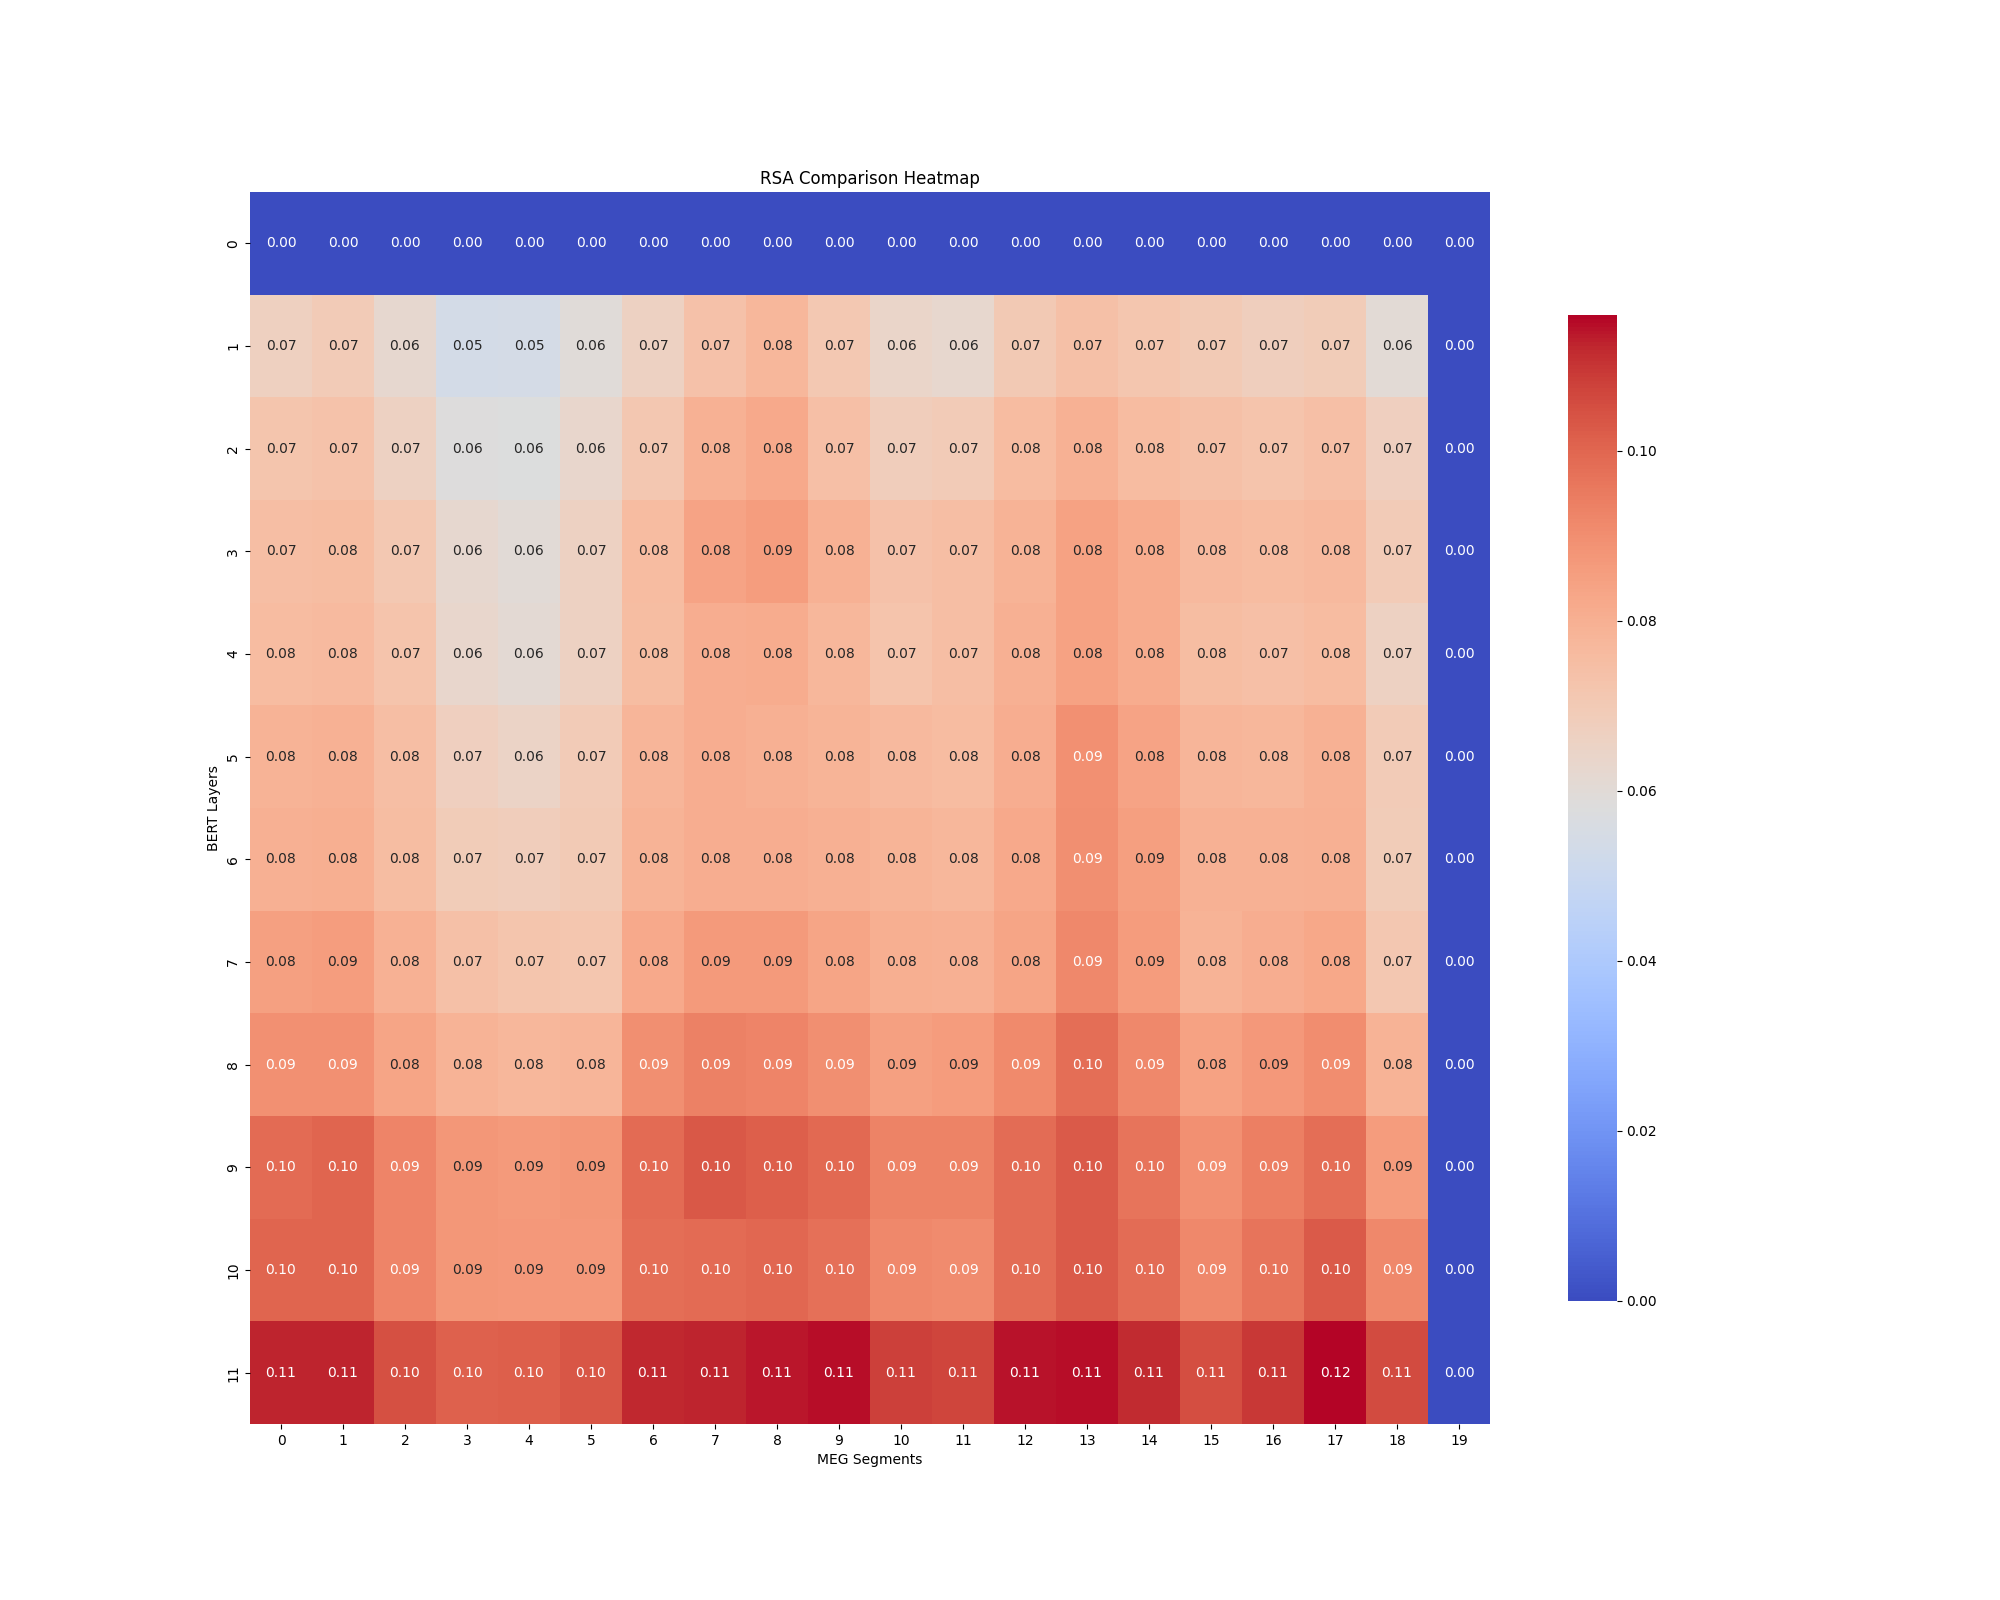 RSA Comparison Heatmap
0 0.00 0.00 0.00 0.00 0.00 0.00 0.00 0.00 0.00 0.00 0.00 0.00 0.00 0.00 0.00 0.00 0.00 0.00 0.00 0.00
1 0.07 0.07 0.06 0.05 0.05 0.06 0.07 0.07 0.08 0.07 0.06 0.06 0.07 0.07 0.07 0.07 0.07 0.07 0.06 0.00
2 0.07 0.07 0.07 0.06 0.06 0.06 0.07 0.08 0.08 0.07 0.07 0.07 0.08 0.08 0.08 0.07 0.07 0.07 0.07 0.00
3 0.07 0.08 0.07 0.06 0.06 0.07 0.08 0.08 0.09 0.08 0.07 0.07 0.08 0.08 0.08 0.08 0.08 0.08 0.07 0.00
4 0.08 0.08 0.07 0.06 0.06 0.07 0.08 0.08 0.08 0.08 0.07 0.07 0.08 0.08 0.08 0.08 0.07 0.08 0.07 0.00
5 0.08 0.08 0.08 0.07 0.06 0.07 0.08 0.08 0.08 0.08 0.08 0.08 0.08 0.09 0.08 0.08 0.08 0.08 0.07 0.00
6 0.08 0.08 0.08 0.07 0.07 0.07 0.08 0.08 0.08 0.08 0.08 0.08 0.08 0.09 0.09 0.08 0.08 0.08 0.07 0.00
7 0.08 0.09 0.08 0.07 0.07 0.07 0.08 0.09 0.09 0.08 0.08 0.08 0.08 0.09 0.09 0.08 0.08 0.08 0.07 0.00
8 0.09 0.09 0.08 0.08 0.08 0.08 0.09 0.09 0.09 0.09 0.09 0.09 0.09 0.10 0.09 0.08 0.09 0.09 0.08 0.00
9 0.10 0.10 0.09 0.09 0.09 0.09 0.10 0.10 0.10 0.10 0.09 0.09 0.10 0.10 0.10 0.09 0.09 0.10 0.09 0.00
10 0.10 0.10 0.09 0.09 0.09 0.09 0.10 0.10 0.10 0.10 0.09 0.09 0.10 0.10 0.10 0.09 0.10 0.10 0.09 0.00
11 0.11 0.11 0.10 0.10 0.10 0.10 0.11 0.11 0.11 0.11 0.11 0.11 0.11 0.11 0.11 0.11 0.11 0.12 0.11 0.00
0 1 2 3 4 5 6 7 8 9 10 11 12 13 14 15 16 17 18 19
MEG Segments
BERT Layers
0.10
0.08
0.06
0.04
0.02
0.00